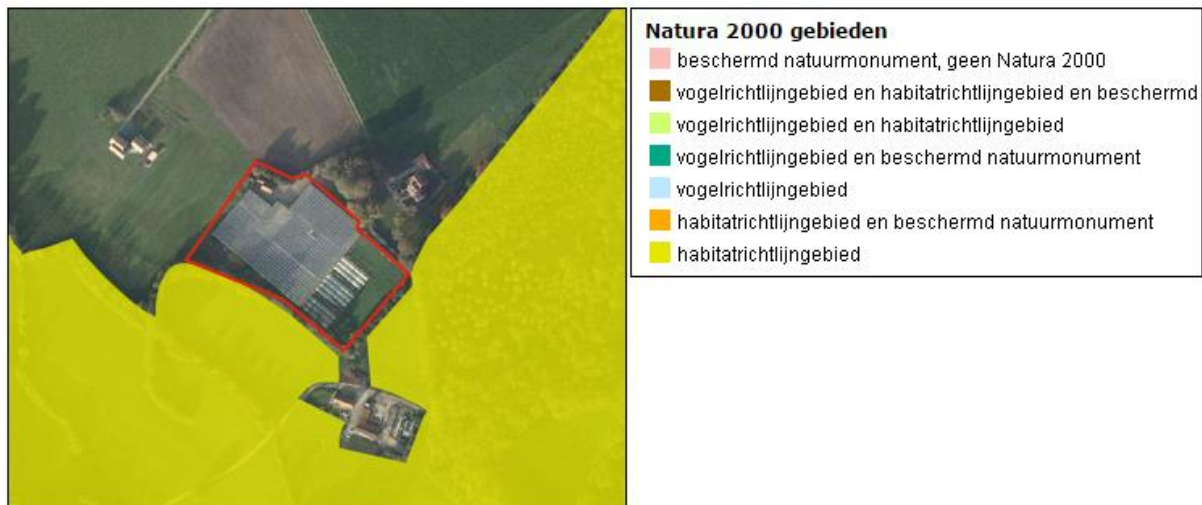 Natura 2000 gebieden
beschermd natuurmonument, geen Natura 2000
vogelrichtlijngebied en habitatrichtlijngebied en beschermd
vogelrichtlijngebied en habitatrichtlijngebied
vogelrichtlijngebied en beschermd natuurmonument
vogelrichtlijngebied
habitatrichtlijngebied en beschermd natuurmonument
habitatrichtlijngebied